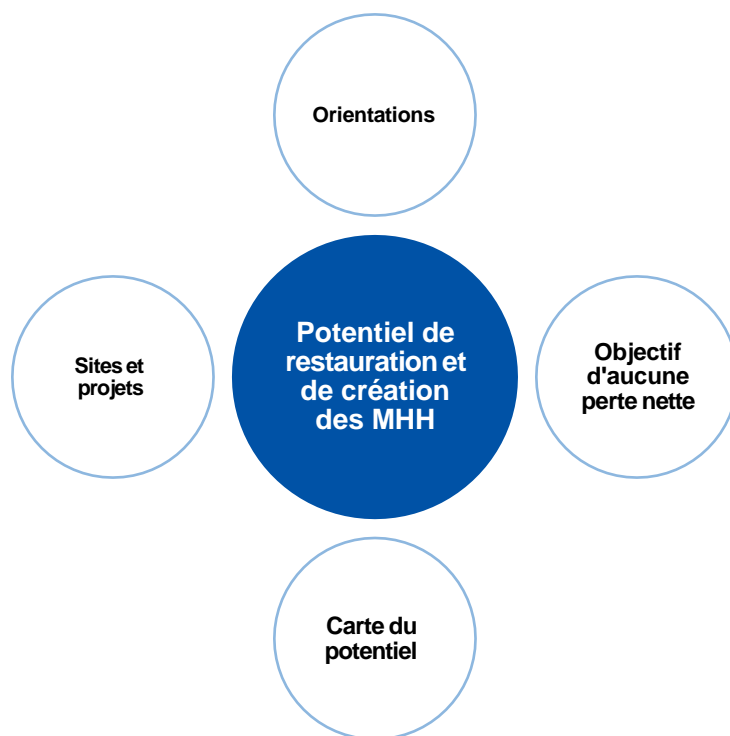 Orientations
Potentiel de
restauration et
de création
des MHH
Sites et
projets
Objectif
d'aucune
perte nette
Carte du
potentiel